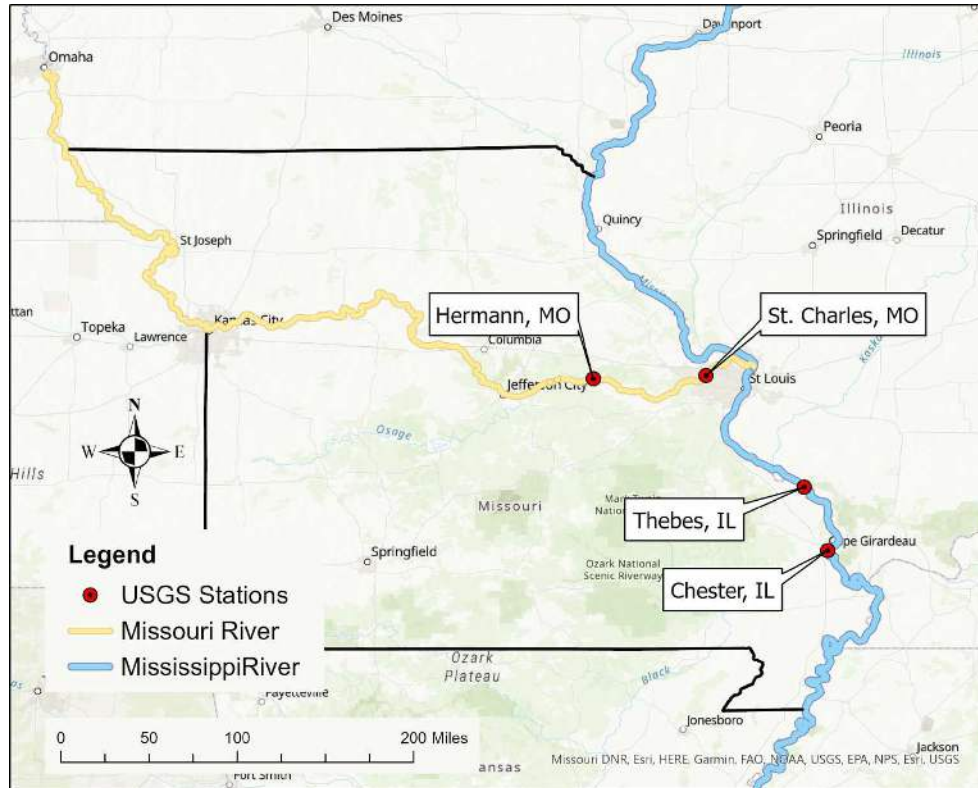 Des Moines
Davenport
Omaha
Illinois
Peoria
Quincy
Illinois
Springfield
Decatur
St Joseph
Hermann, MO
St. Charles, MO
Kansas City
Topeka
Lawrence
Columbia
Jefferson City
St Louis
Osage
N
W
E
S
Hills
Missouri
Thebes, IL
Cape Girardeau
Springfield
Ozark National
Scenic Riverway
Chester, IL
Legend
USGS Stations
Missouri River
MississippiRiver
Ozark
Plateau
Black
Fayetteville
Jonesboro
Jackson
0 50 100 200 Miles
ansas
Fort Smith
Missouri DNR, Esri, HERE, Garmin, FAO, NOAA, USGS, EPA, NPS, Esri, USGS